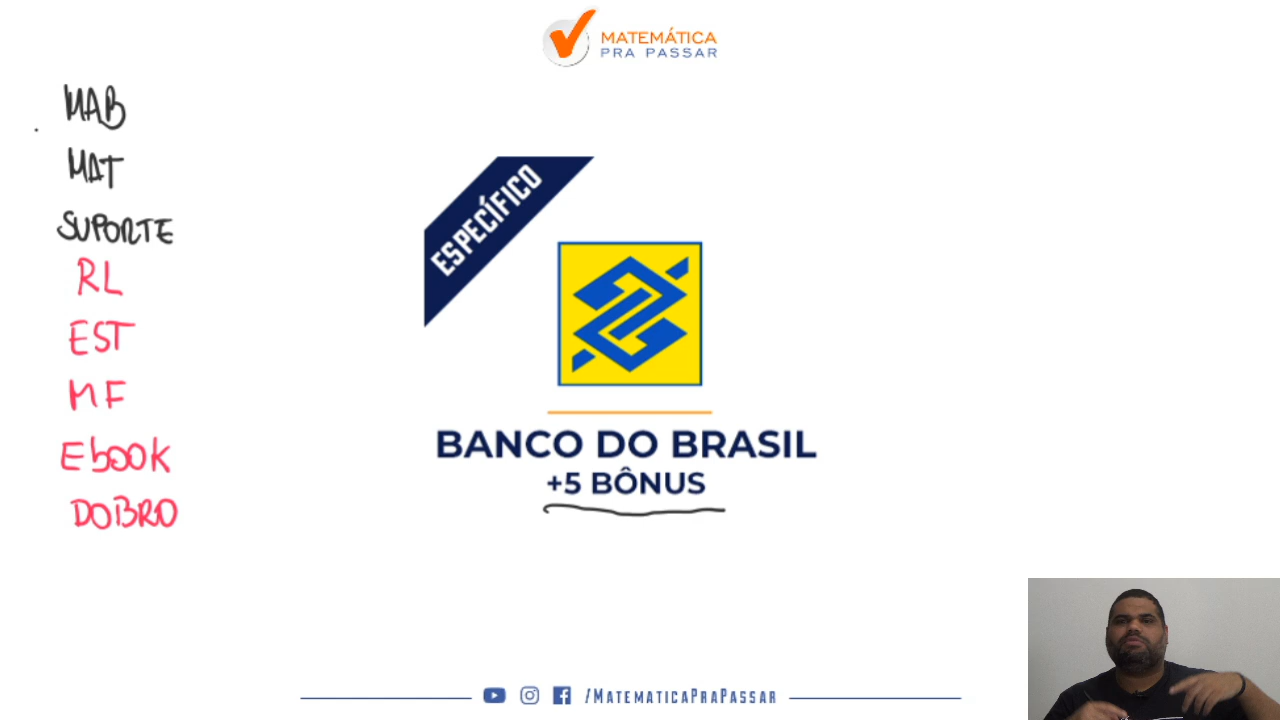 MATEMÁTICA
PRA PASSAR
MAB
MAT
SUPORTE
RL
EST
MF
Ebook
DOBRO
ESPECÍFICO
BANCO DO BRASIL
+5 BÔNUS
/MATEMATICAPRAPASSAR